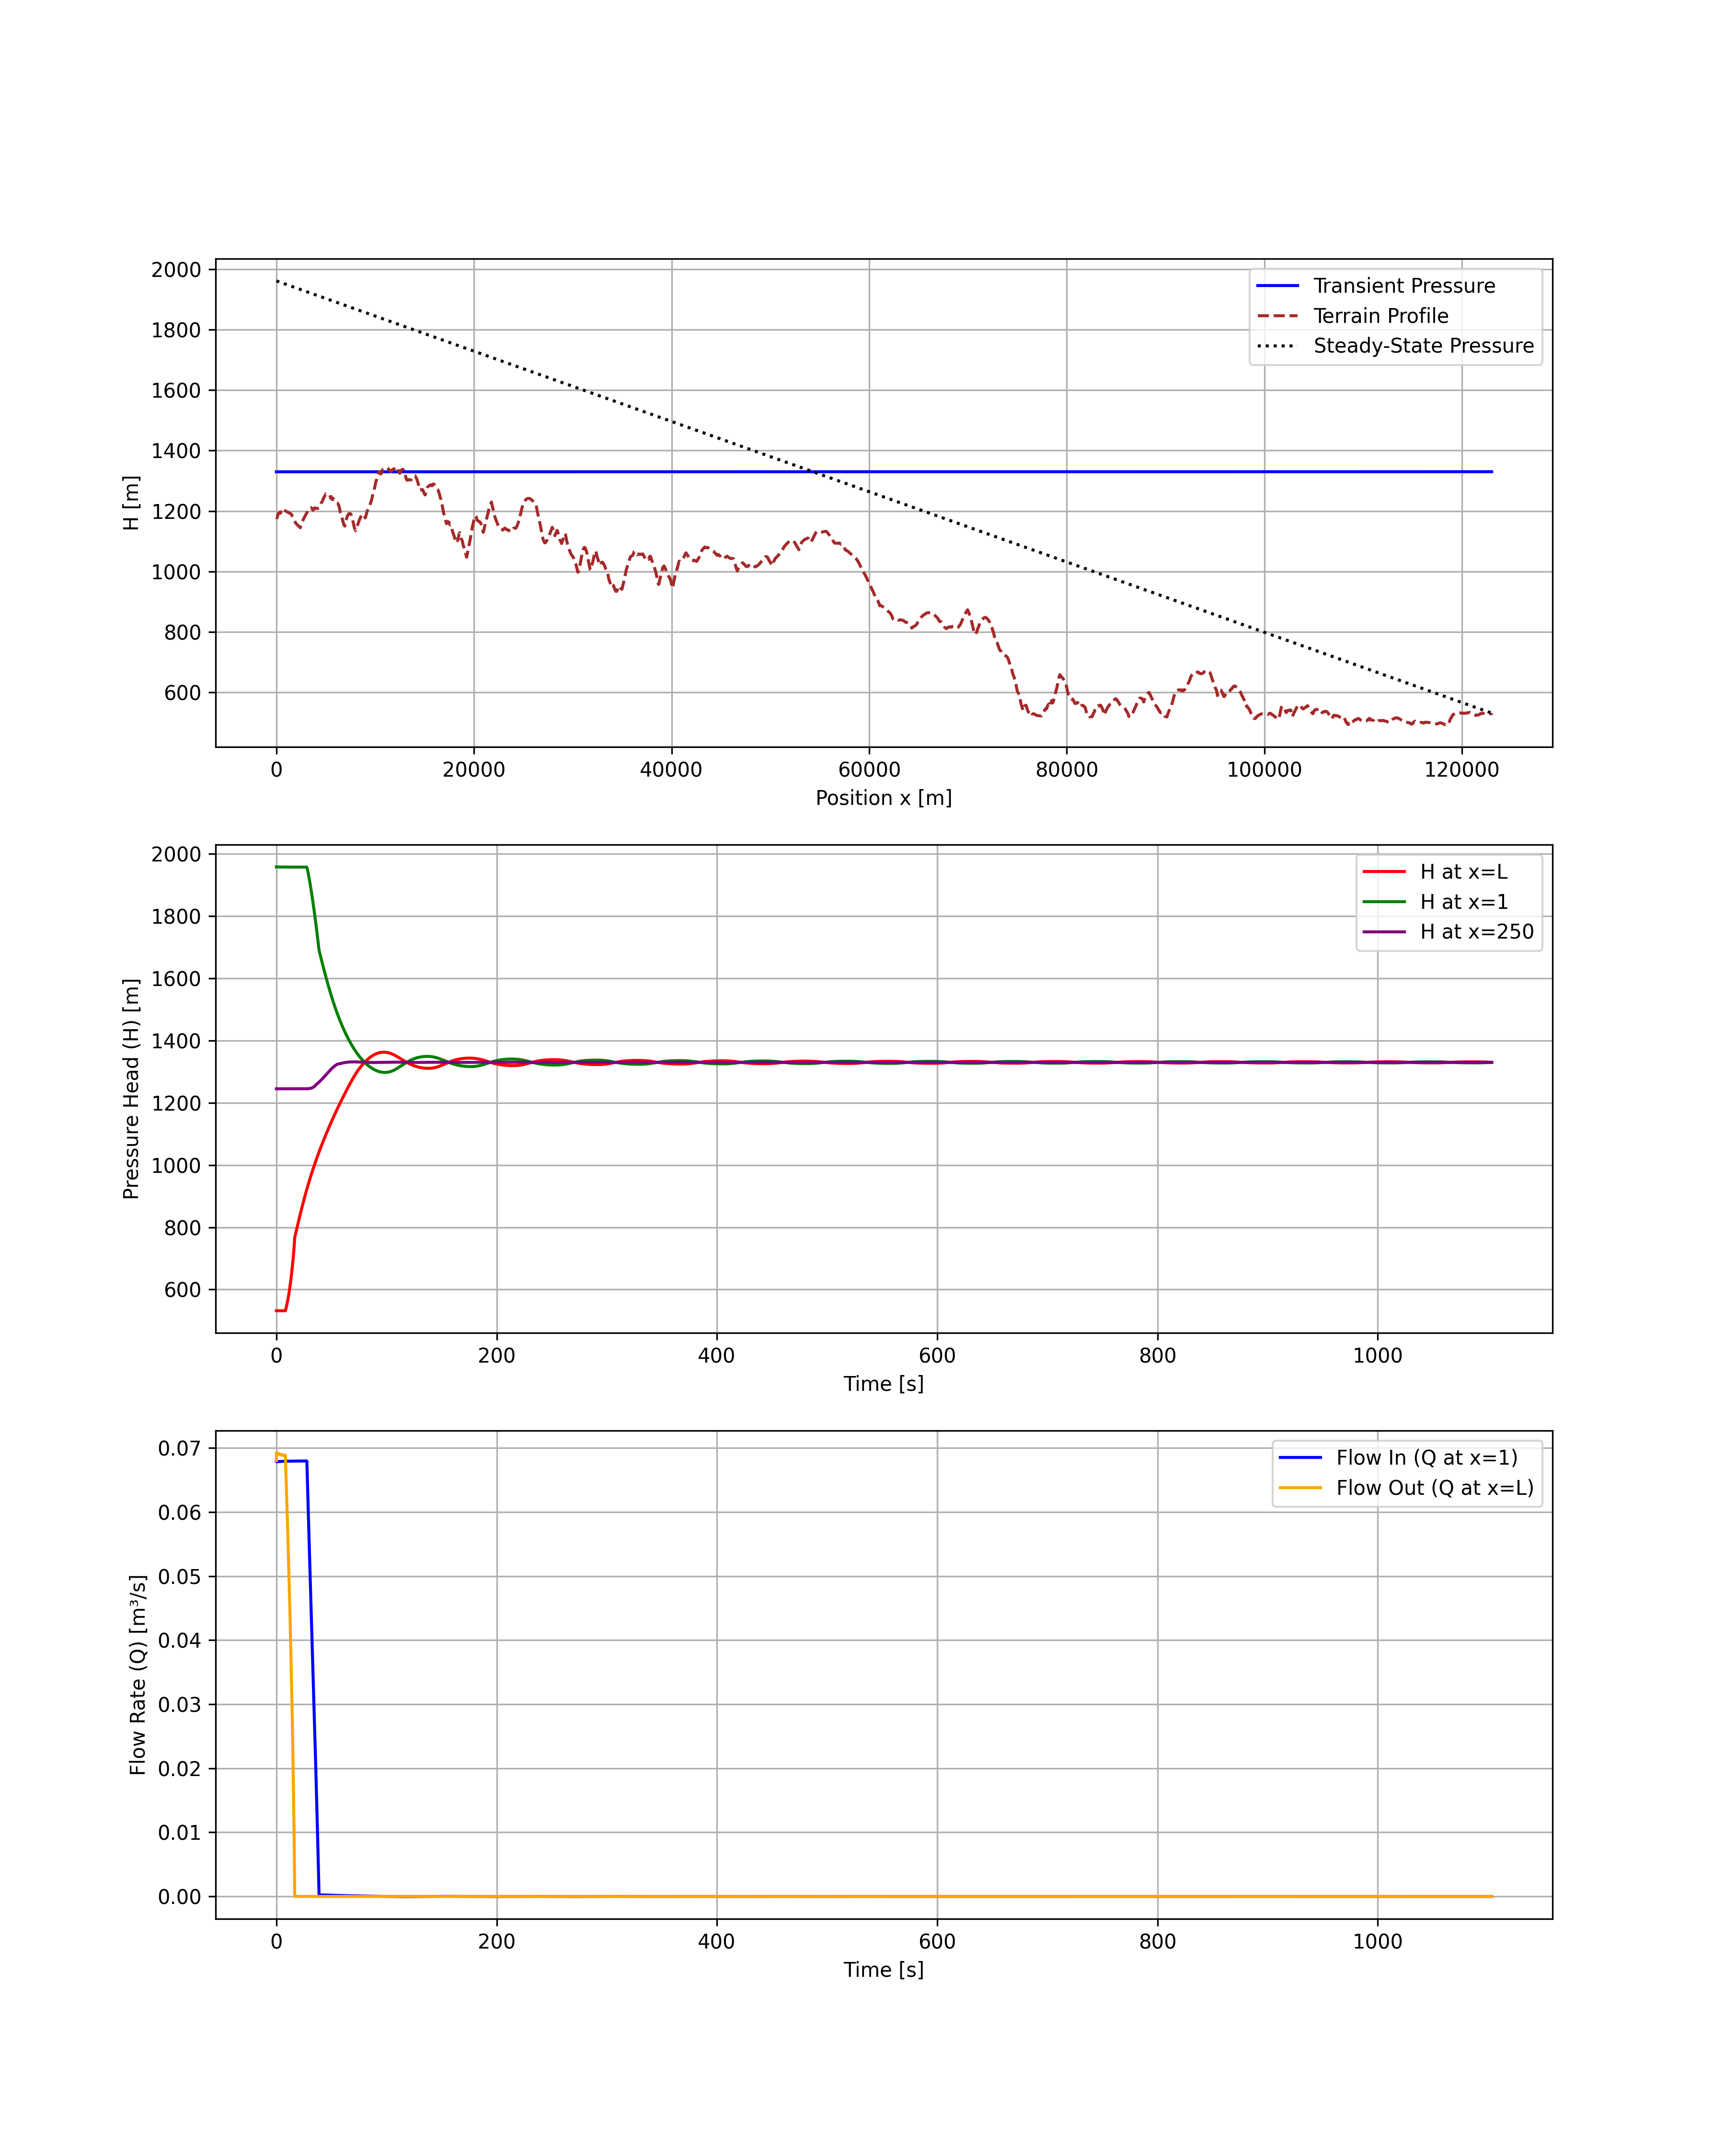 2000
1800
1600
1400
1200
1000
800
600
H [m]
Transient Pressure
Terrain Profile
Steady-State Pressure
0 20000 40000 60000 80000 100000 120000
Position x [m]
2000
1800
1600
1400
1200
1000
800
600
Pressure Head (H) [m]
H at x=L
H at x=1
H at x=250
0 200 400 600 800 1000
Time [s]
0.07
0.06
0.05
0.04
0.03
0.02
0.01
0.00
Flow Rate (Q) [m³/s]
Flow In (Q at x=1)
Flow Out (Q at x=L)
0 200 400 600 800 1000
Time [s]